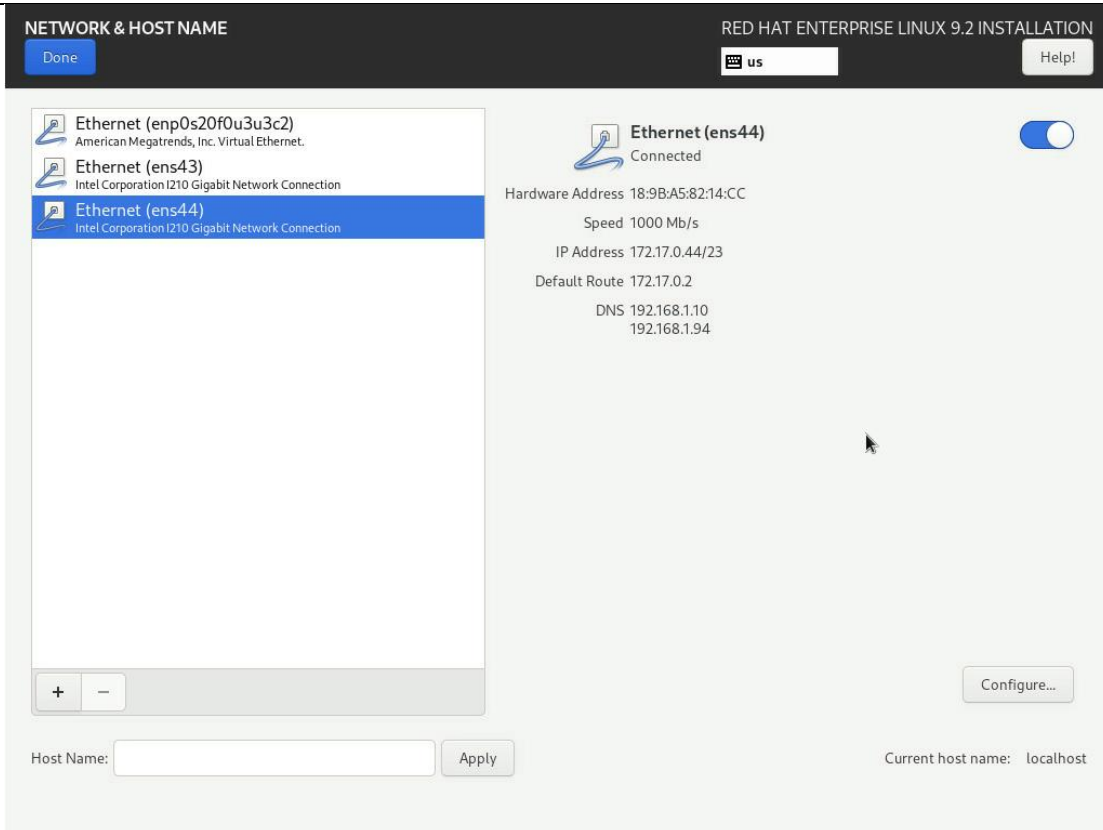 NETWORK & HOST NAME
RED HAT ENTERPRISE LINUX 9.2 INSTALLATION
Done
us
Help!
Ethernet (enp0s20f0u3u3c2)
American Megatrends, Inc. Virtual Ethernet.
Ethernet (ens43)
Intel Corporation I210 Gigabit Network Connection
Ethernet (ens44)
Intel Corporation I210 Gigabit Network Connection
Ethernet (ens44)
Connected
Hardware Address 18:9B:A5:82:14:CC
Speed 1000 Mb/s
IP Address 172.17.0.44/23
Default Route 172.17.0.2
DNS 192.168.1.10
192.168.1.94
+ −
Configure...
Host Name:
Apply
Current host name: localhost